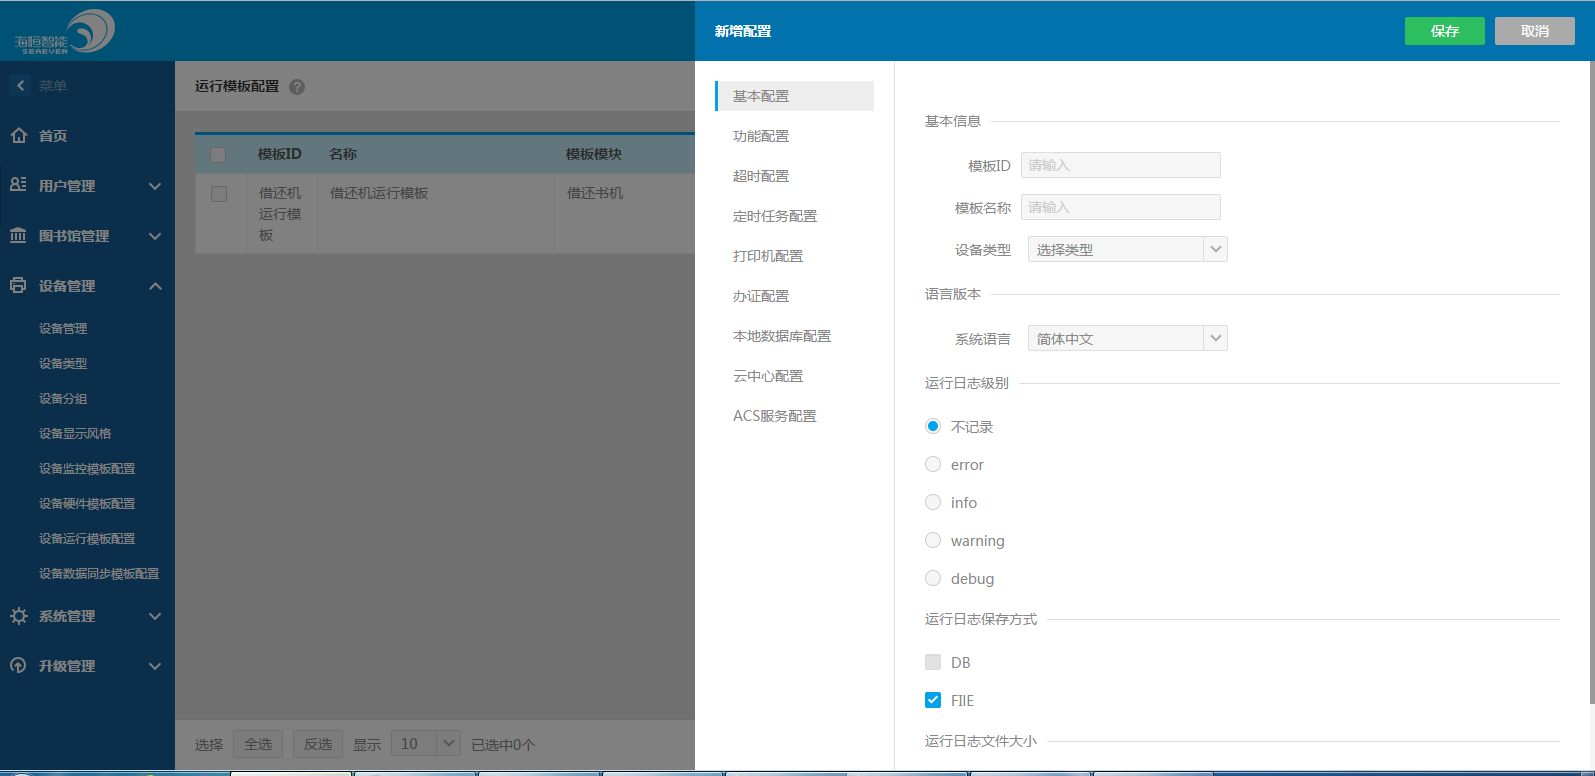 海恒智能
SEAEVER
新增配置
保存
取消
菜单
首页
用户管理
图书馆管理
设备管理
设备管理
设备类型
设备分组
设备显示风格
设备监控模板配置
设备硬件模板配置
设备运行模板配置
设备数据同步模板配置
系统管理
升级管理
运行模板配置 ?
模板ID 名称 模板模块
借还机运行模板 借还机运行模板 借还书机
选择 全选 反选 显示 10 已选中0个
基本配置
功能配置
超时配置
定时任务配置
打印机配置
办证配置
本地数据库配置
云中心配置
ACS服务配置
基本信息
模板ID 请输入
模板名称 请输入
设备类型 选择类型
语言版本
系统语言 简体中文
运行日志级别
不记录
error
info
warning
debug
运行日志保存方式
DB
FIIE
运行日志文件大小